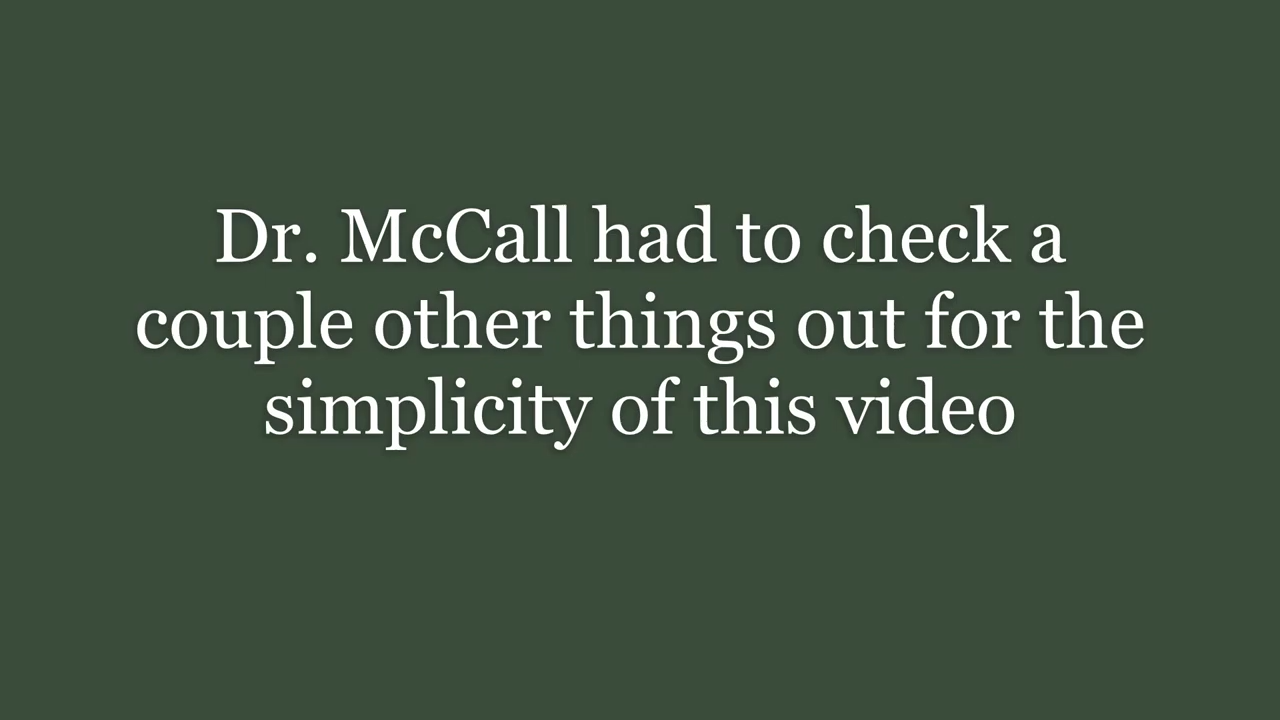 Dr. McCall had to check a
couple other things out for the
simplicity of this video